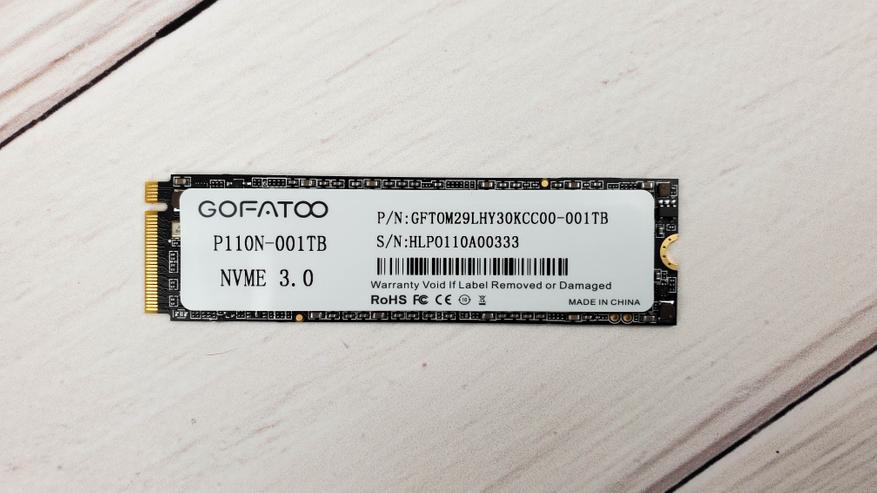 GOFATOO
P110N-001TB
NVME 3.0
P/N:GFTOM29LHY30KCC00-001TB
S/N:HLP0110A00333
Warranty Void If Label Removed or Damaged
RoHS FC CE 10
MADE IN CHINA